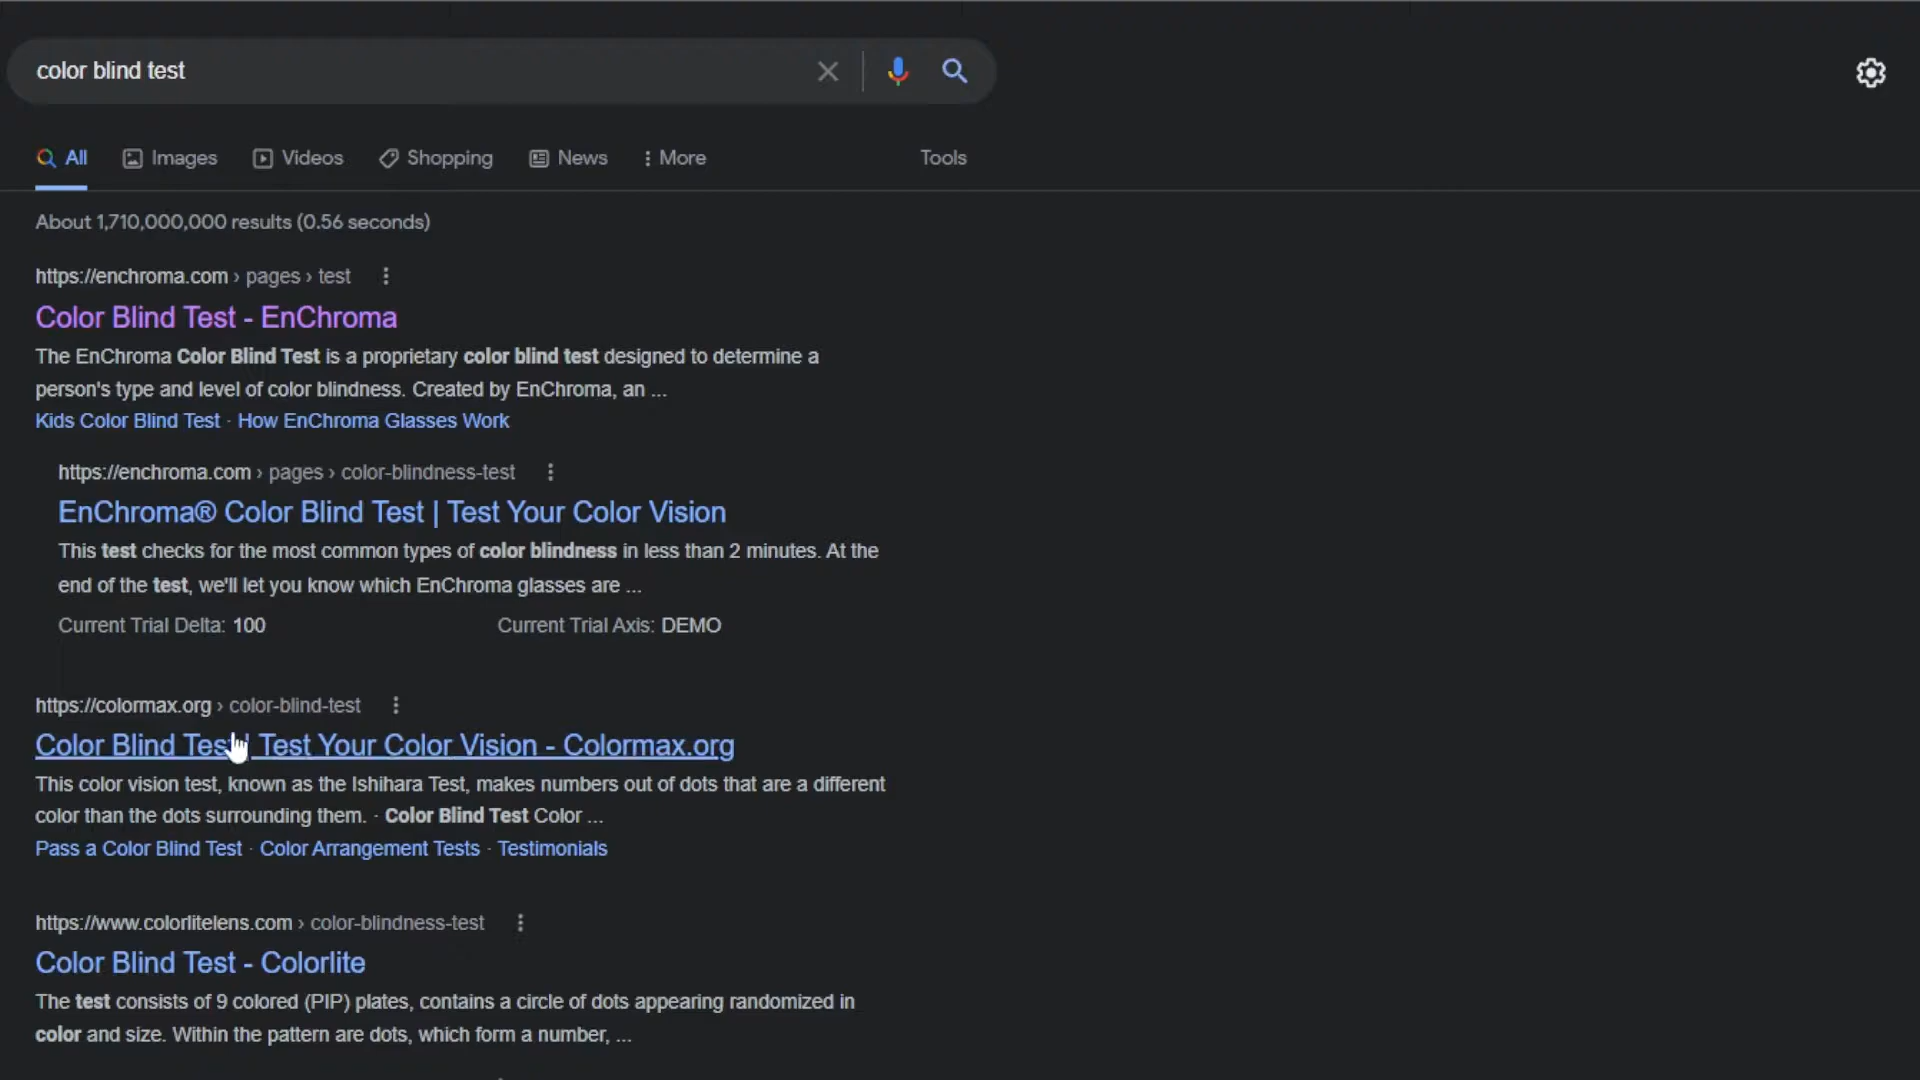 color blind test
All Images Videos Shopping News More Tools
About 1,710,000,000 results (0.56 seconds)
https://enchroma.com › pages › test
Color Blind Test - EnChroma
The EnChroma Color Blind Test is a proprietary color blind test designed to determine a
person's type and level of color blindness. Created by EnChroma, an ...
Kids Color Blind Test · How EnChroma Glasses Work
https://enchroma.com › pages › color-blindness-test
EnChroma® Color Blind Test | Test Your Color Vision
This test checks for the most common types of color blindness in less than 2 minutes. At the
end of the test, we'll let you know which EnChroma glasses are ...
Current Trial Delta: 100 Current Trial Axis: DEMO
https://colormax.org › color-blind-test
Color Blind Test | Test Your Color Vision - Colormax.org
This color vision test, known as the Ishihara Test, makes numbers out of dots that are a different
color than the dots surrounding them. · Color Blind Test Color ...
Pass a Color Blind Test · Color Arrangement Tests · Testimonials
https://www.colorlitelens.com › color-blindness-test
Color Blind Test - Colorlite
The test consists of 9 colored (PIP) plates, contains a circle of dots appearing randomized in
color and size. Within the pattern are dots, which form a number, ...